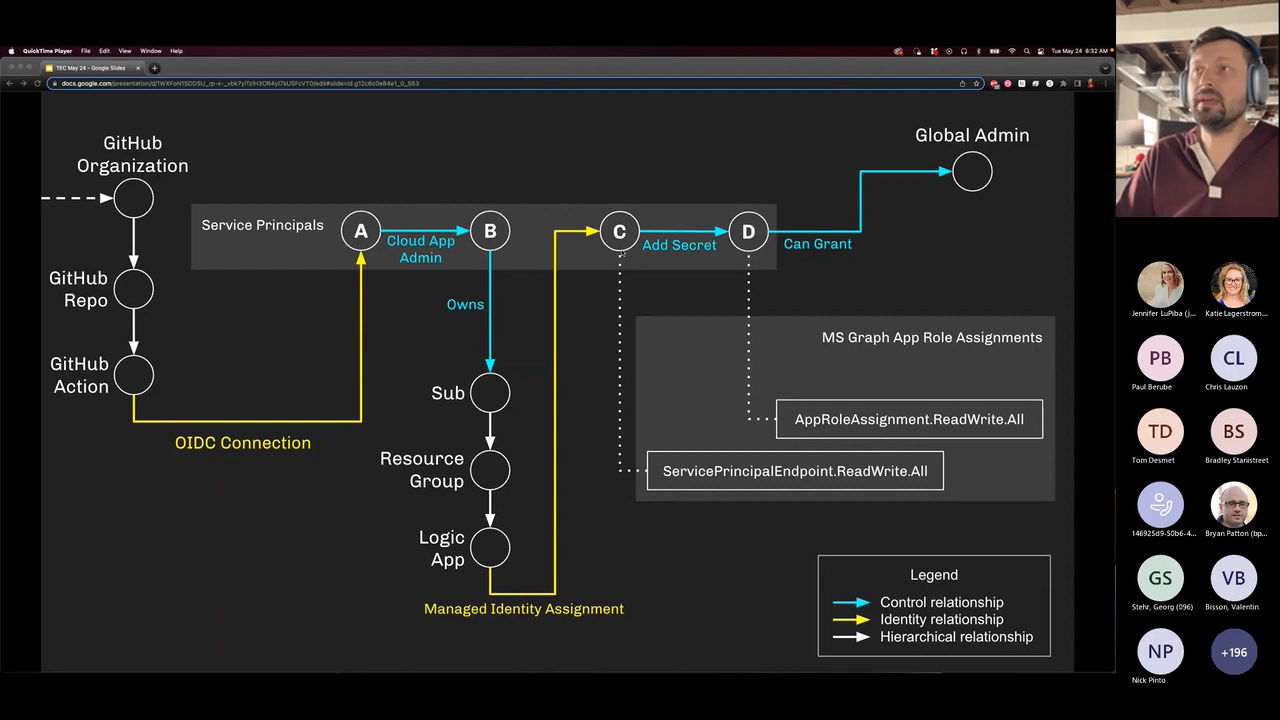 QuickTime Player File Edit View Window Help
Tue May 24 8:32 AM
TEC May 24 - Google Slides
GitHub
Organization
Global Admin
Service Principals
A
B
C
D
Cloud App
Admin
Add Secret
Can Grant
GitHub
Repo
Owns
MS Graph App Role Assignments
GitHub
Action
Sub
AppRoleAssignment.ReadWrite.All
OIDC Connection
Resource
Group
ServicePrincipalEndpoint.ReadWrite.All
Logic
App
Managed Identity Assignment
Legend
Control relationship
Identity relationship
Hierarchical relationship
Jennifer LuPiba (j...
Katie Lagerstrom...
PB
CL
Paul Berube
Chris Lauzon
TD
BS
Tom Desmet
Bradley Stanistreet
146925d9-50b6-4...
Bryan Patton (bp...
GS
VB
Stehr, Georg (096)
Bisson, Valentin
NP
+196
Nick Pinto